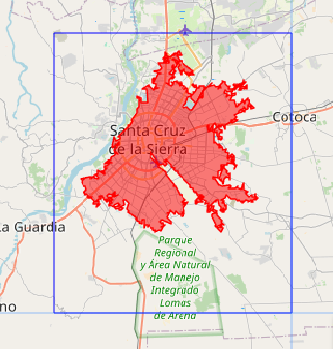 Cotoca
Santa Cruz
de la Sierra
La Guardia
Parque
Regional
y Área Natural
de Manejo
Integrado
Lomas
de Arena
no